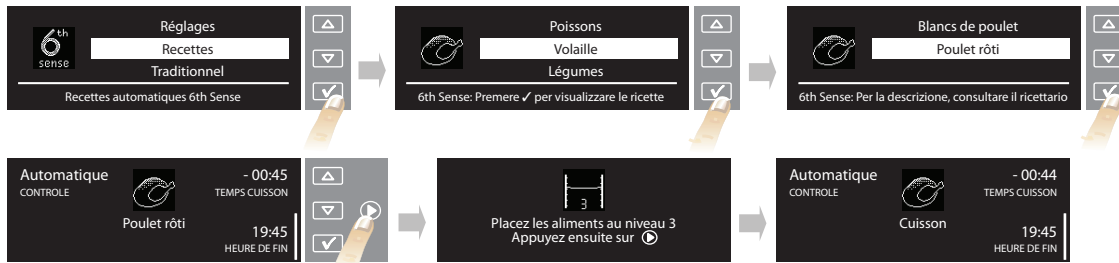 6th sense
Réglages
Recettes
Traditionnel
Recettes automatiques 6th Sense
Poissons
Volaille
Légumes
6th Sense: Premere ✓ per visualizzare le ricette
Blancs de poulet
Poulet rôti
6th Sense: Per la descrizione, consultare il ricettario
Automatique
CONTROLE
- 00:45
TEMPS CUISSON
Poulet rôti
19:45
HEURE DE FIN
3
Placez les aliments au niveau 3
Appuyez ensuite sur
Automatique
CONTROLE
- 00:44
TEMPS CUISSON
Cuisson
19:45
HEURE DE FIN